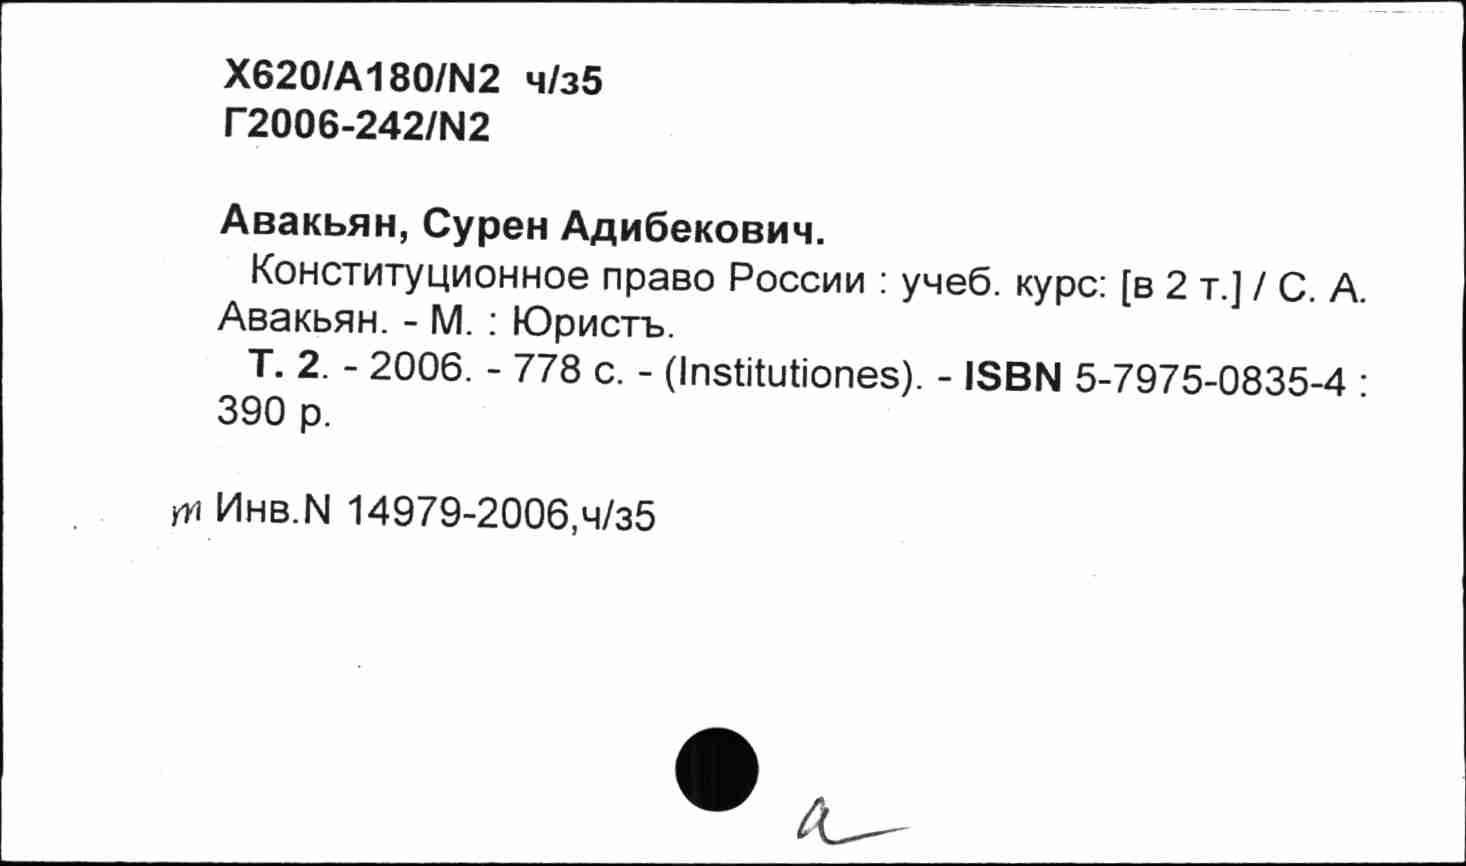 Х620/А180/N2 ч/з5
Г2006-242/N2
Авакьян, Сурен Адибекович.
Конституционное право России : учеб. курс: [в 2 т.] / С. А.
Авакьян. - М. : Юристъ.
Т. 2. - 2006. - 778 с. - (Institutiones). - ISBN 5-7975-0835-4 :
390 р.
т Инв.N 14979-2006,ч/з5
а